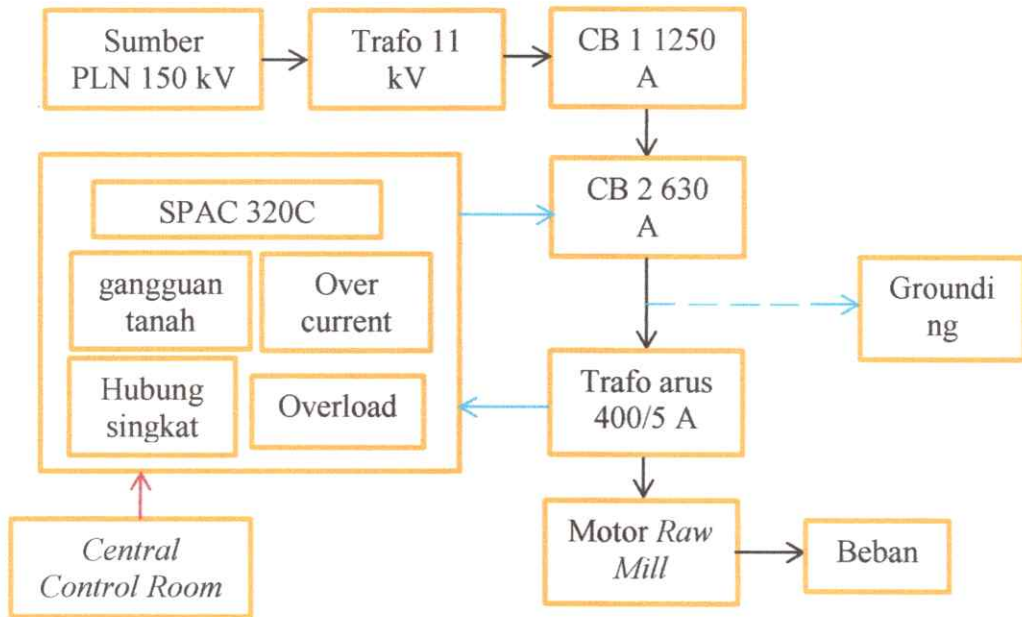 Sumber
PLN 150 kV
Trafo 11
kV
CB 1 1250
A
SPAC 320C
CB 2 630
A
gangguan
tanah
Over
current
Groundi
ng
Hubung
singkat
Overload
Trafo arus
400/5 A
Central
Control Room
Motor Raw
Mill
Beban